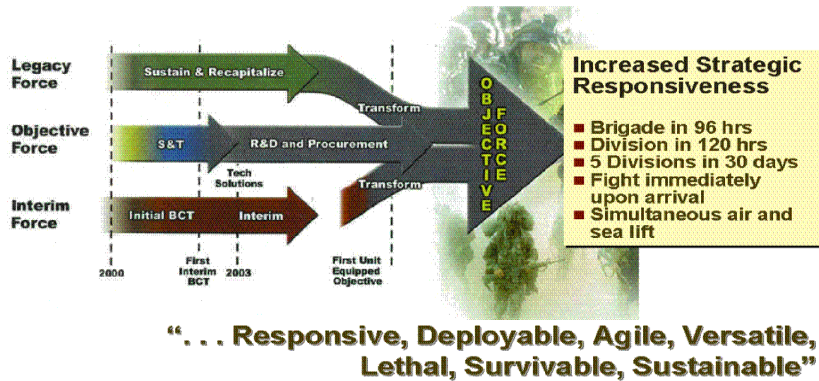 Legacy
Force
Sustain & Recapitalize
Transform
Objective
Force
S&T
R&D and Procurement
Tech
Solutions
Transform
Interim
Force
Initial BCT
Interim
2000
First
Interim
BCT
2003
First Unit
Equipped
Objective
OBJECTIVE
FORCE
Increased Strategic
Responsiveness
Brigade in 96 hrs
Division in 120 hrs
5 Divisions in 30 days
Fight immediately
upon arrival
Simultaneous air and
sea lift
“. . . Responsive, Deployable, Agile, Versatile,
Lethal, Survivable, Sustainable”